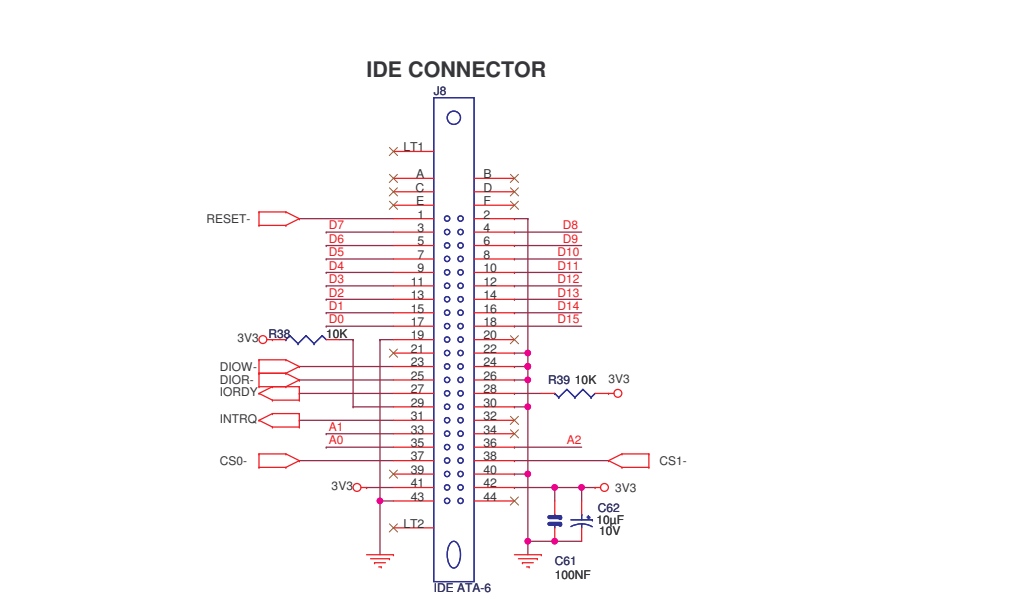 IDE CONNECTOR
J8
LT1
A B
C D
E F
RESET- 1 2
D7 3 4 D8
D6 5 6 D9
D5 7 8 D10
D4 9 10 D11
D3 11 12 D12
D2 13 14 D13
D1 15 16 D14
D0 17 18 D15
3V3 R38 10K 19 20
21 22
DIOW- 23 24
DIOR- 25 26 R39 10K 3V3
IORDY 27 28
29 30
INTRQ 31 32
A1 33 34
A0 35 36 A2
CS0- 37 38 CS1-
39 40
3V3 41 42 3V3
43 44
C62
10µF
10V
LT2
C61
100NF
IDE ATA-6